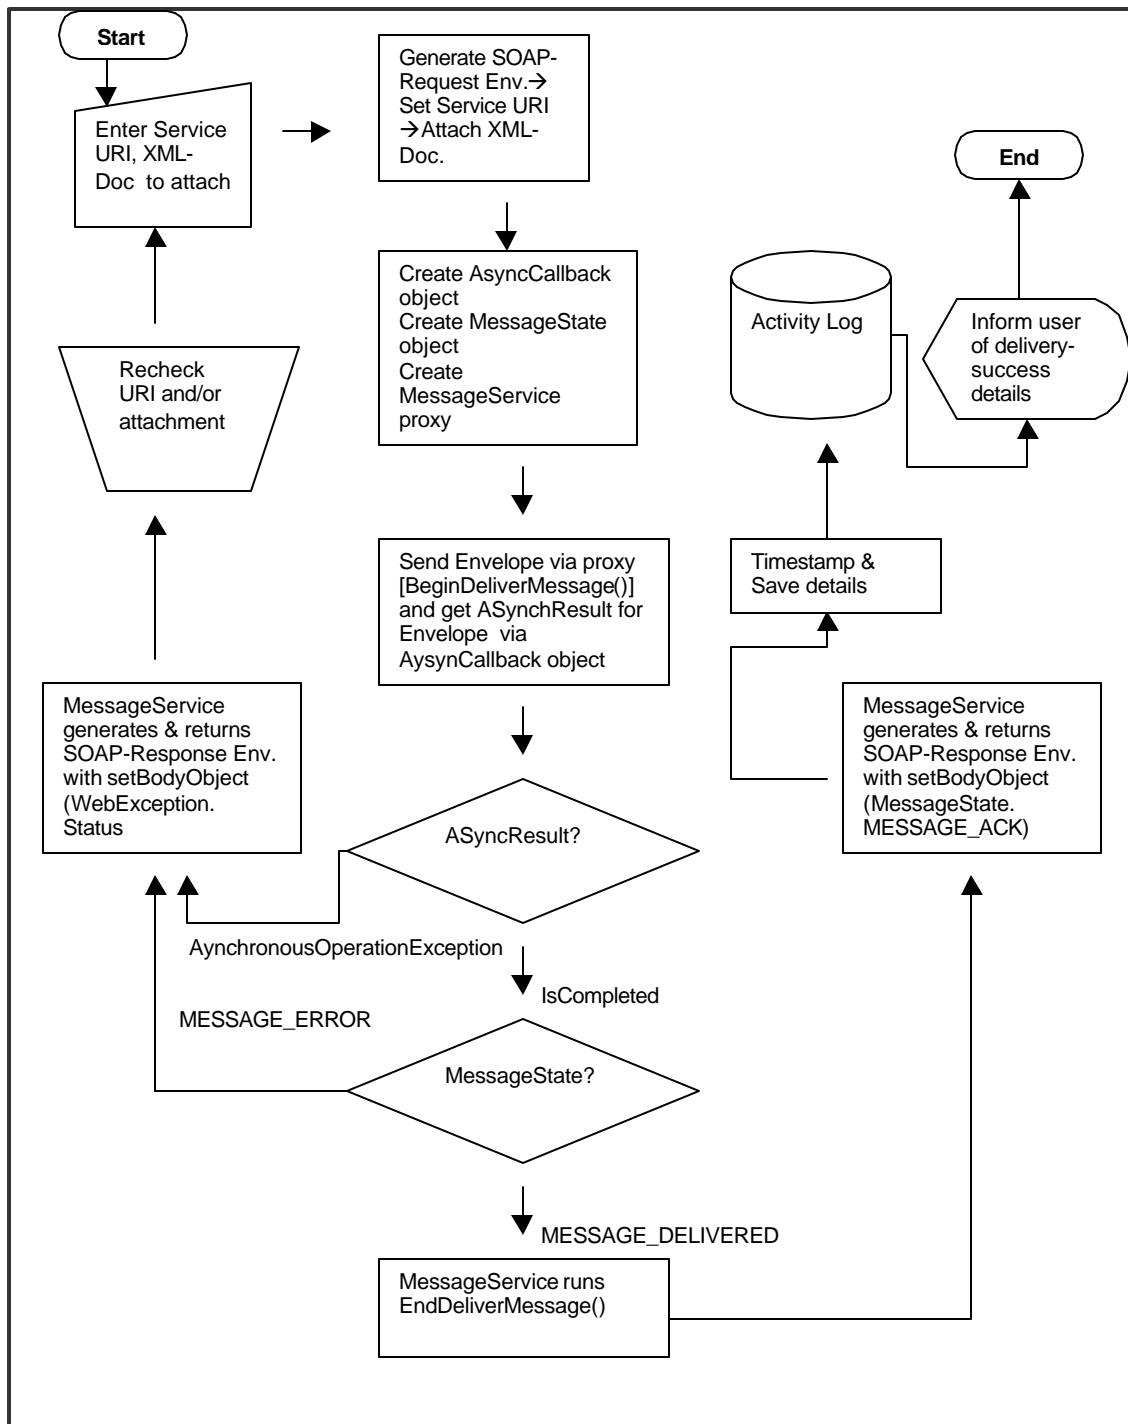 Start
Enter Service
URI, XML-
Doc to attach
Generate SOAP-
Request Env.→
Set Service URI
→Attach XML-
Doc.
End
Create AsyncCallback
object
Create MessageState
object
Create
MessageService
proxy
Activity Log
Inform user
of delivery-
success
details
Recheck
URI and/or
attachment
Send Envelope via proxy
[BeginDeliverMessage()]
and get ASynchResult for
Envelope via
AysynCallback object
Timestamp &
Save details
MessageService
generates & returns
SOAP-Response Env.
with setBodyObject
(WebException.
Status
MessageService
generates & returns
SOAP-Response Env.
with setBodyObject
(MessageState.
MESSAGE_ACK)
ASyncResult?
AynchronousOperationException
IsCompleted
MESSAGE_ERROR
MessageState?
MESSAGE_DELIVERED
MessageService runs
EndDeliverMessage()